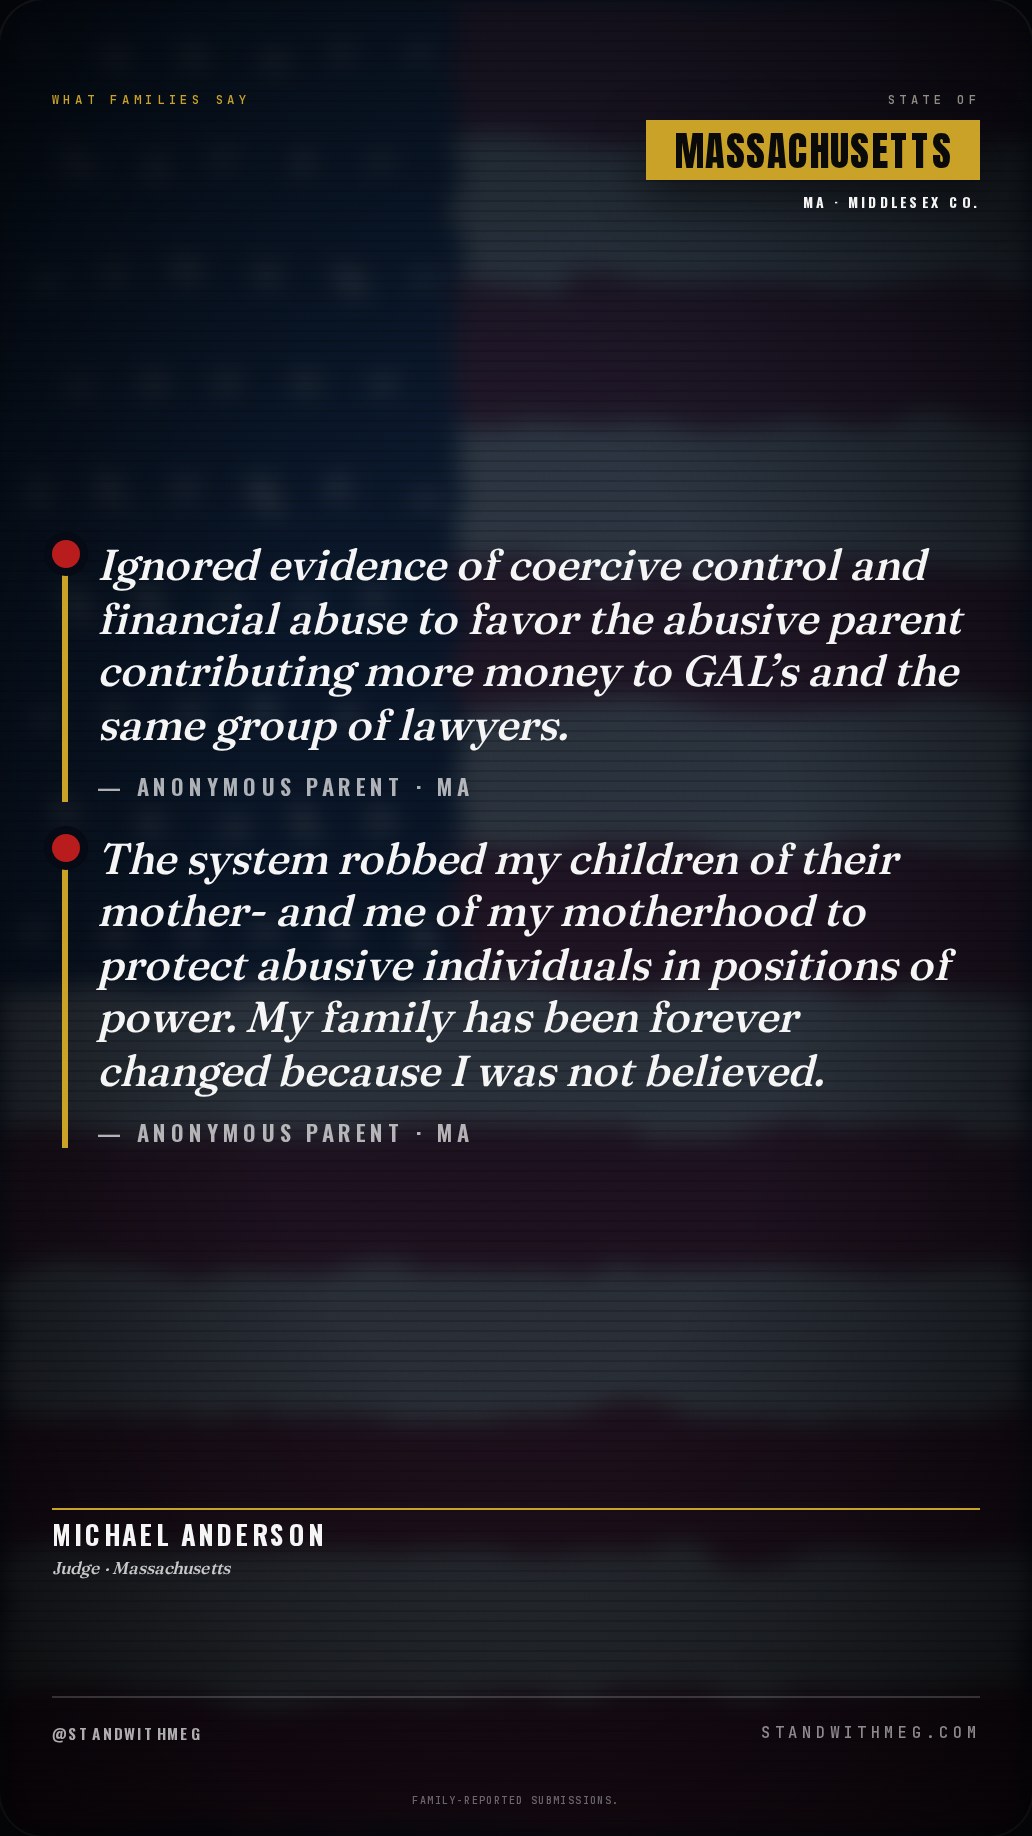 WHAT FAMILIES SAY
STATE OF
MASSACHUSETTS
MA · MIDDLESEX CO.
Ignored evidence of coercive control and
financial abuse to favor the abusive parent
contributing more money to GAL’s and the
same group of lawyers.
— ANONYMOUS PARENT · MA
The system robbed my children of their
mother- and me of my motherhood to
protect abusive individuals in positions of
power. My family has been forever
changed because I was not believed.
— ANONYMOUS PARENT · MA
MICHAEL ANDERSON
Judge · Massachusetts
@STANDWITHMEG
STANDWITHMEG.COM
FAMILY-REPORTED SUBMISSIONS.